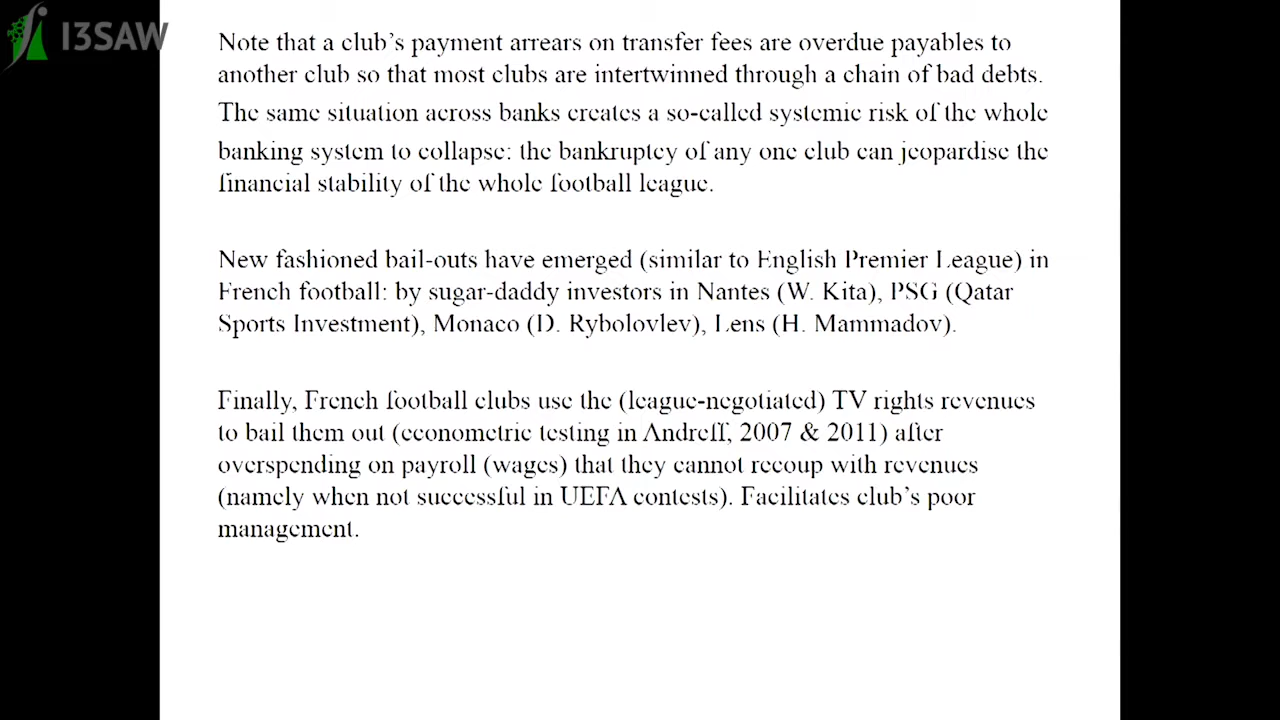 I3SAW
Note that a club's payment arrears on transfer fees are overdue payables to
another club so that most clubs are intertwinned through a chain of bad debts.
The same situation across banks creates a so-called systemic risk of the whole
banking system to collapse: the bankruptcy of any one club can jeopardise the
financial stability of the whole football league.
New fashioned bail-outs have emerged (similar to English Premier League) in
French football: by sugar-daddy investors in Nantes (W. Kita), PSG (Qatar
Sports Investment), Monaco (D. Rybolovlev), Lens (H. Mammadov).
Finally, French football clubs use the (league-negotiated) TV rights revenues
to bail them out (econometric testing in Andreff, 2007 & 2011) after
overspending on payroll (wages) that they cannot recoup with revenues
(namely when not successful in UEFA contests). Facilitates club's poor
management.